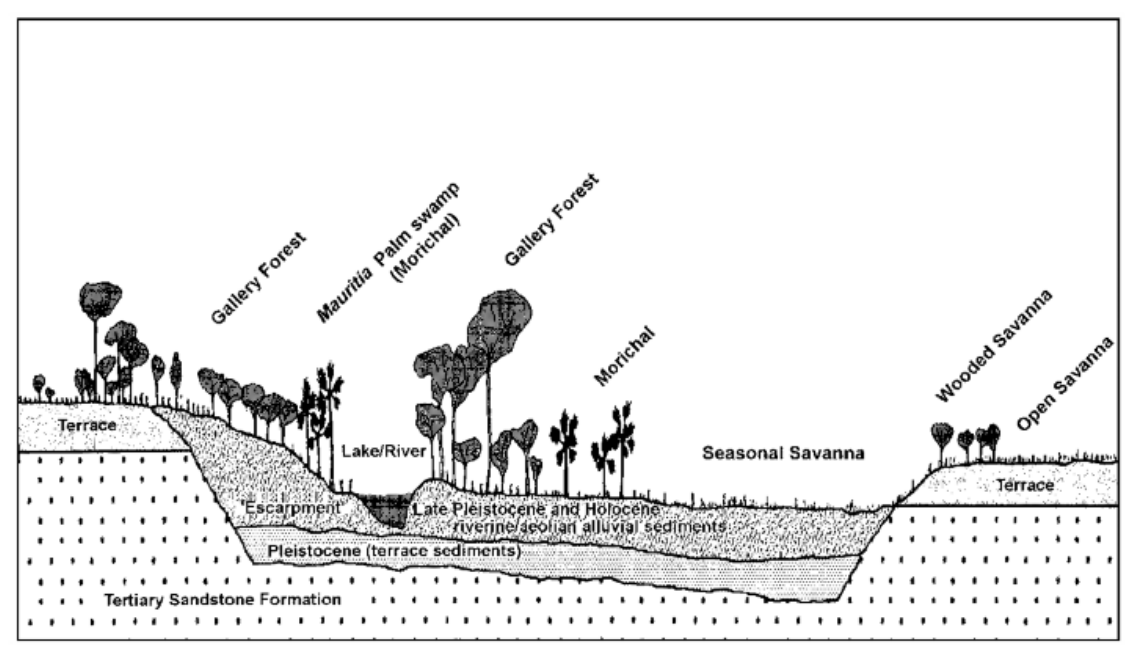 Gallery Forest
Mauritia Palm swamp
(Morichal)
Gallery Forest
Morichal
Wooded Savanna
Open Savanna
Terrace
Lake/River
Seasonal Savanna
Terrace
'Escarpment'
Late Pleistocene and Holocene
riverine/aeolian alluvial sediments
Pleistocene (terrace sediments)
Tertiary Sandstone Formation